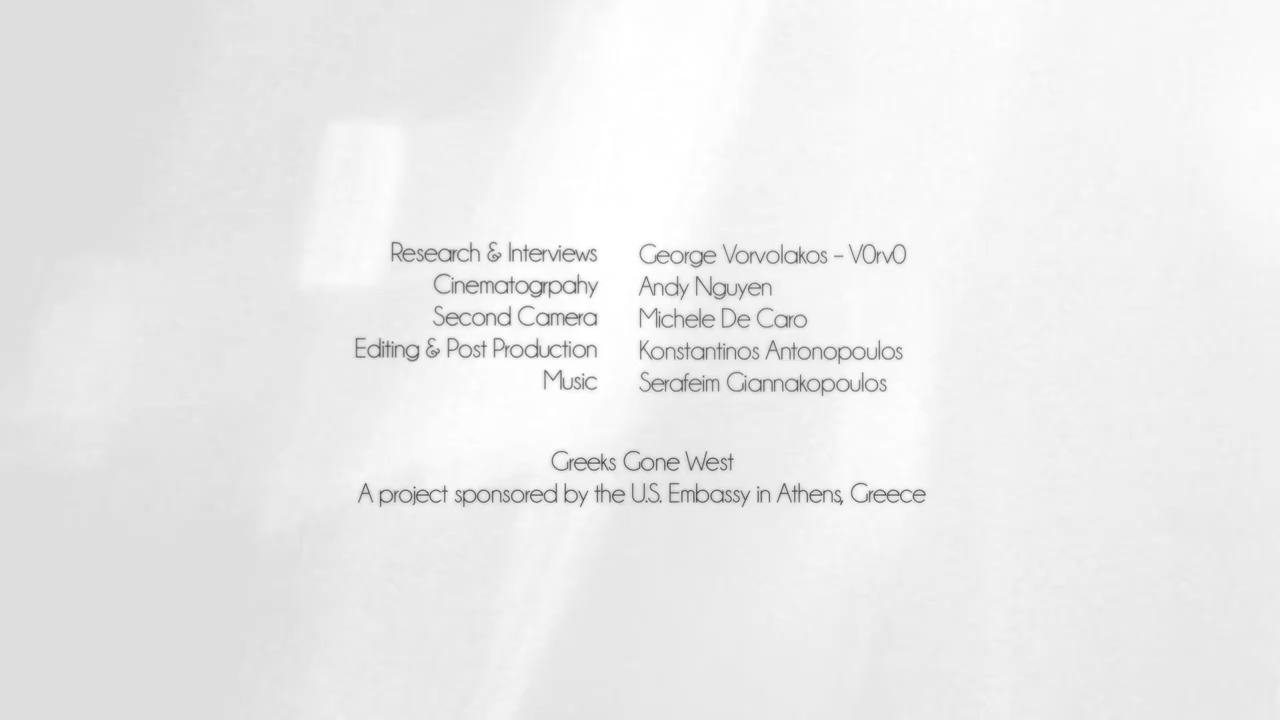 Research & Interviews George Vorvolakos – V0rv0
Cinematogrpahy Andy Nguyen
Second Camera Michele De Caro
Editing & Post Production Konstantinos Antonopoulos
Music Serafeim Giannakopoulos
Greeks Gone West
A project sponsored by the U.S. Embassy in Athens, Greece